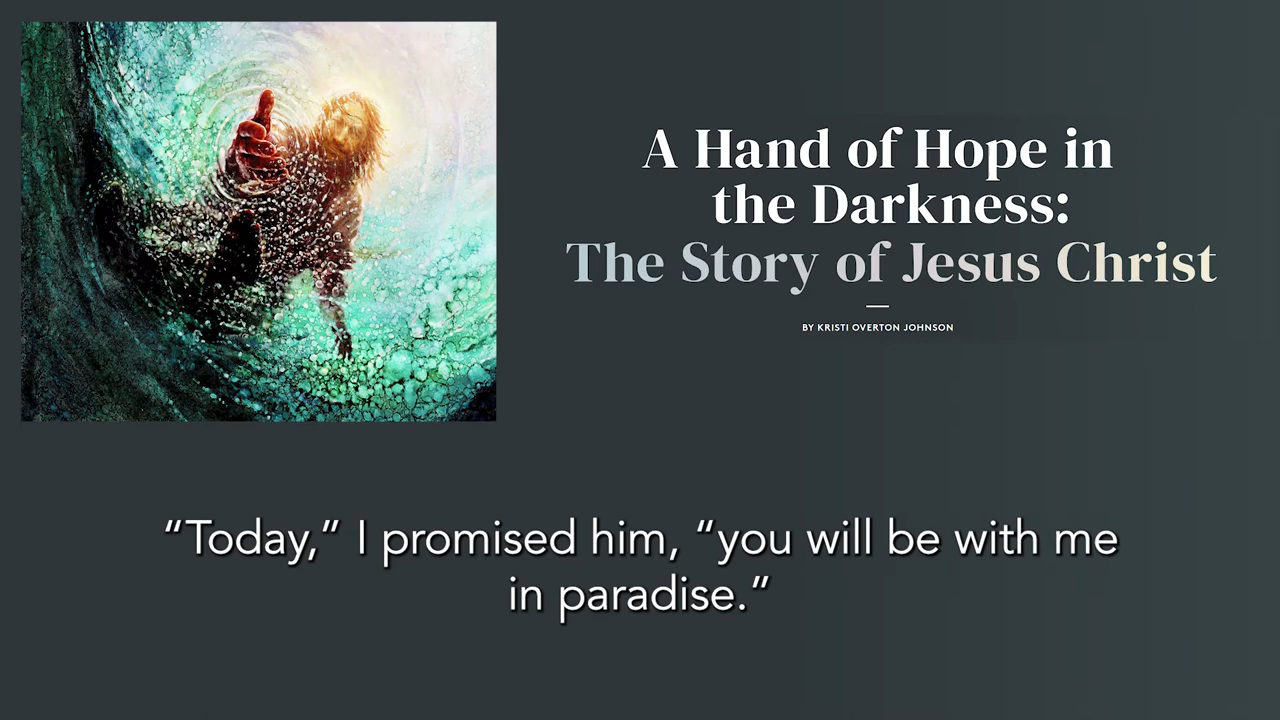 A Hand of Hope in
the Darkness:
The Story of Jesus Christ
BY KRISTI OVERTON JOHNSON
“Today,” I promised him, “you will be with me
in paradise.”